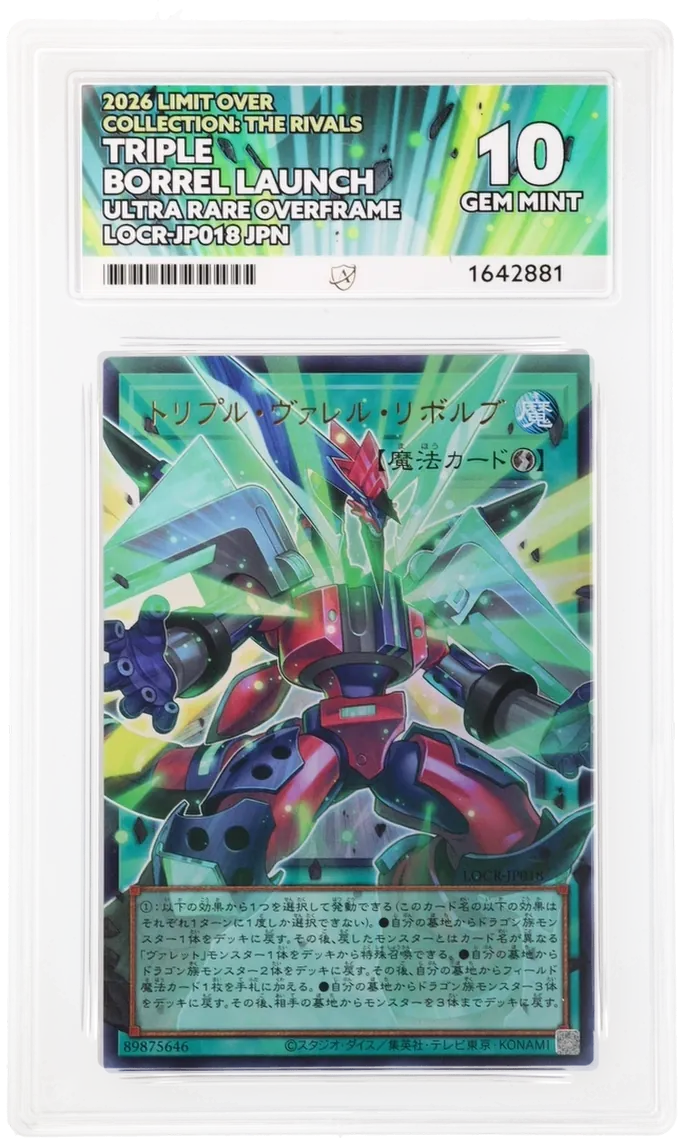 2026 LIMIT OVER
COLLECTION: THE RIVALS
TRIPLE
BORREL LAUNCH
ULTRA RARE OVERFRAME
LOCR-JP018 JPN
10
GEM MINT
1642881
トリプル・ヴァレル・リボルブ 魔
【魔法カード】
LOCR-JP018
①:以下の効果から1つを選択して発動できる(このカード名の以下の効果は
それぞれ1ターンに1度しか選択できない)。●自分の墓地からドラゴン族モン
スター1体をデッキに戻す。その後、戻したモンスターとはカード名が異なる
「ヴァレット」モンスター1体をデッキから特殊召喚できる。●自分の墓地から
ドラゴン族モンスター2体をデッキに戻す。その後、自分の墓地からフィールド
魔法カード1枚を手札に加える。●自分の墓地からドラゴン族モンスター3体
をデッキに戻す。その後、相手の墓地からモンスターを3体までデッキに戻す。
89875646
©スタジオ・ダイス/集英社・テレビ東京・KONAMI